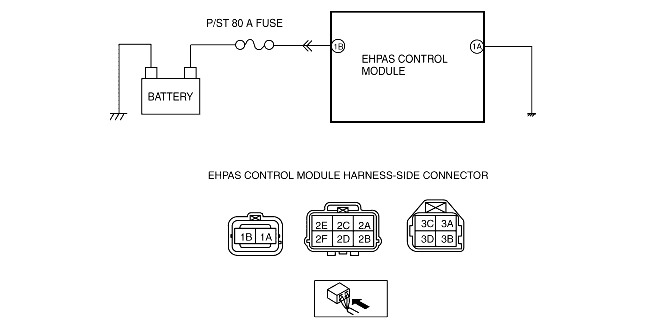 P/ST 80 A FUSE
1B
1A
EHPAS CONTROL
MODULE
BATTERY
EHPAS CONTROL MODULE HARNESS-SIDE CONNECTOR
1B 1A
2E 2C 2A
2F 2D 2B
3C 3A
3D 3B